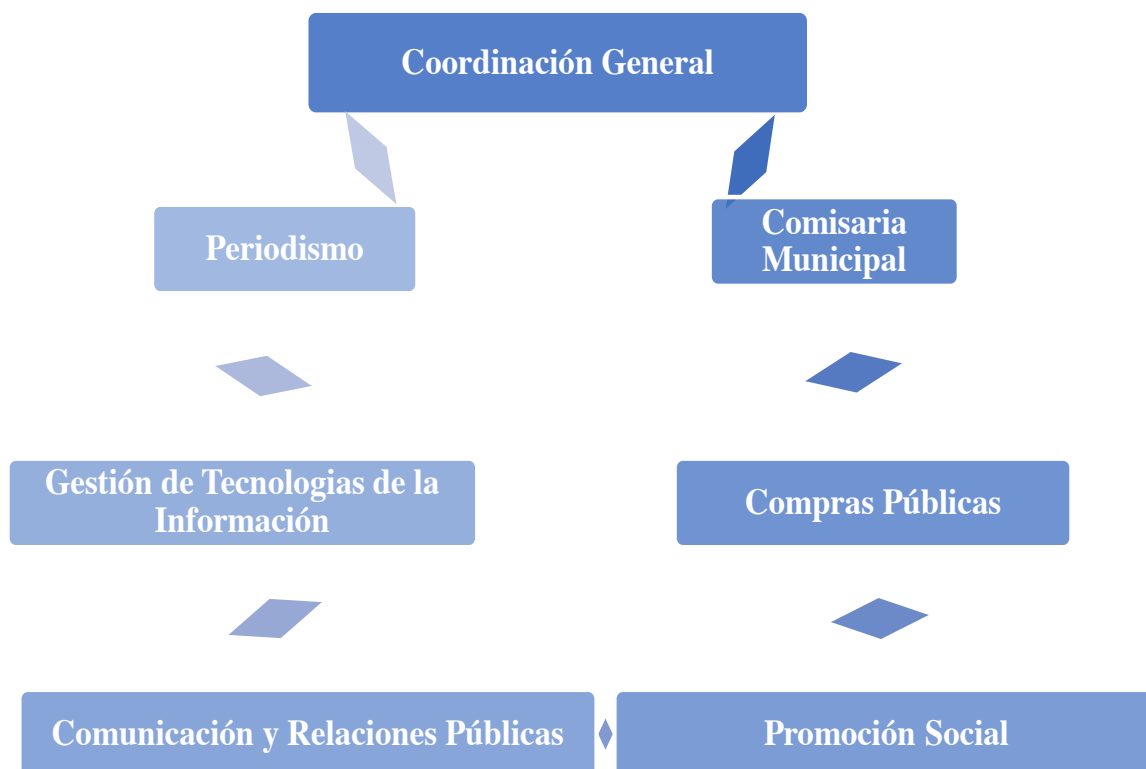 Coordinación General
Periodismo
Comisaria
Municipal
Gestión de Tecnologias de la
Información
Compras Públicas
Comunicación y Relaciones Públicas
Promoción Social